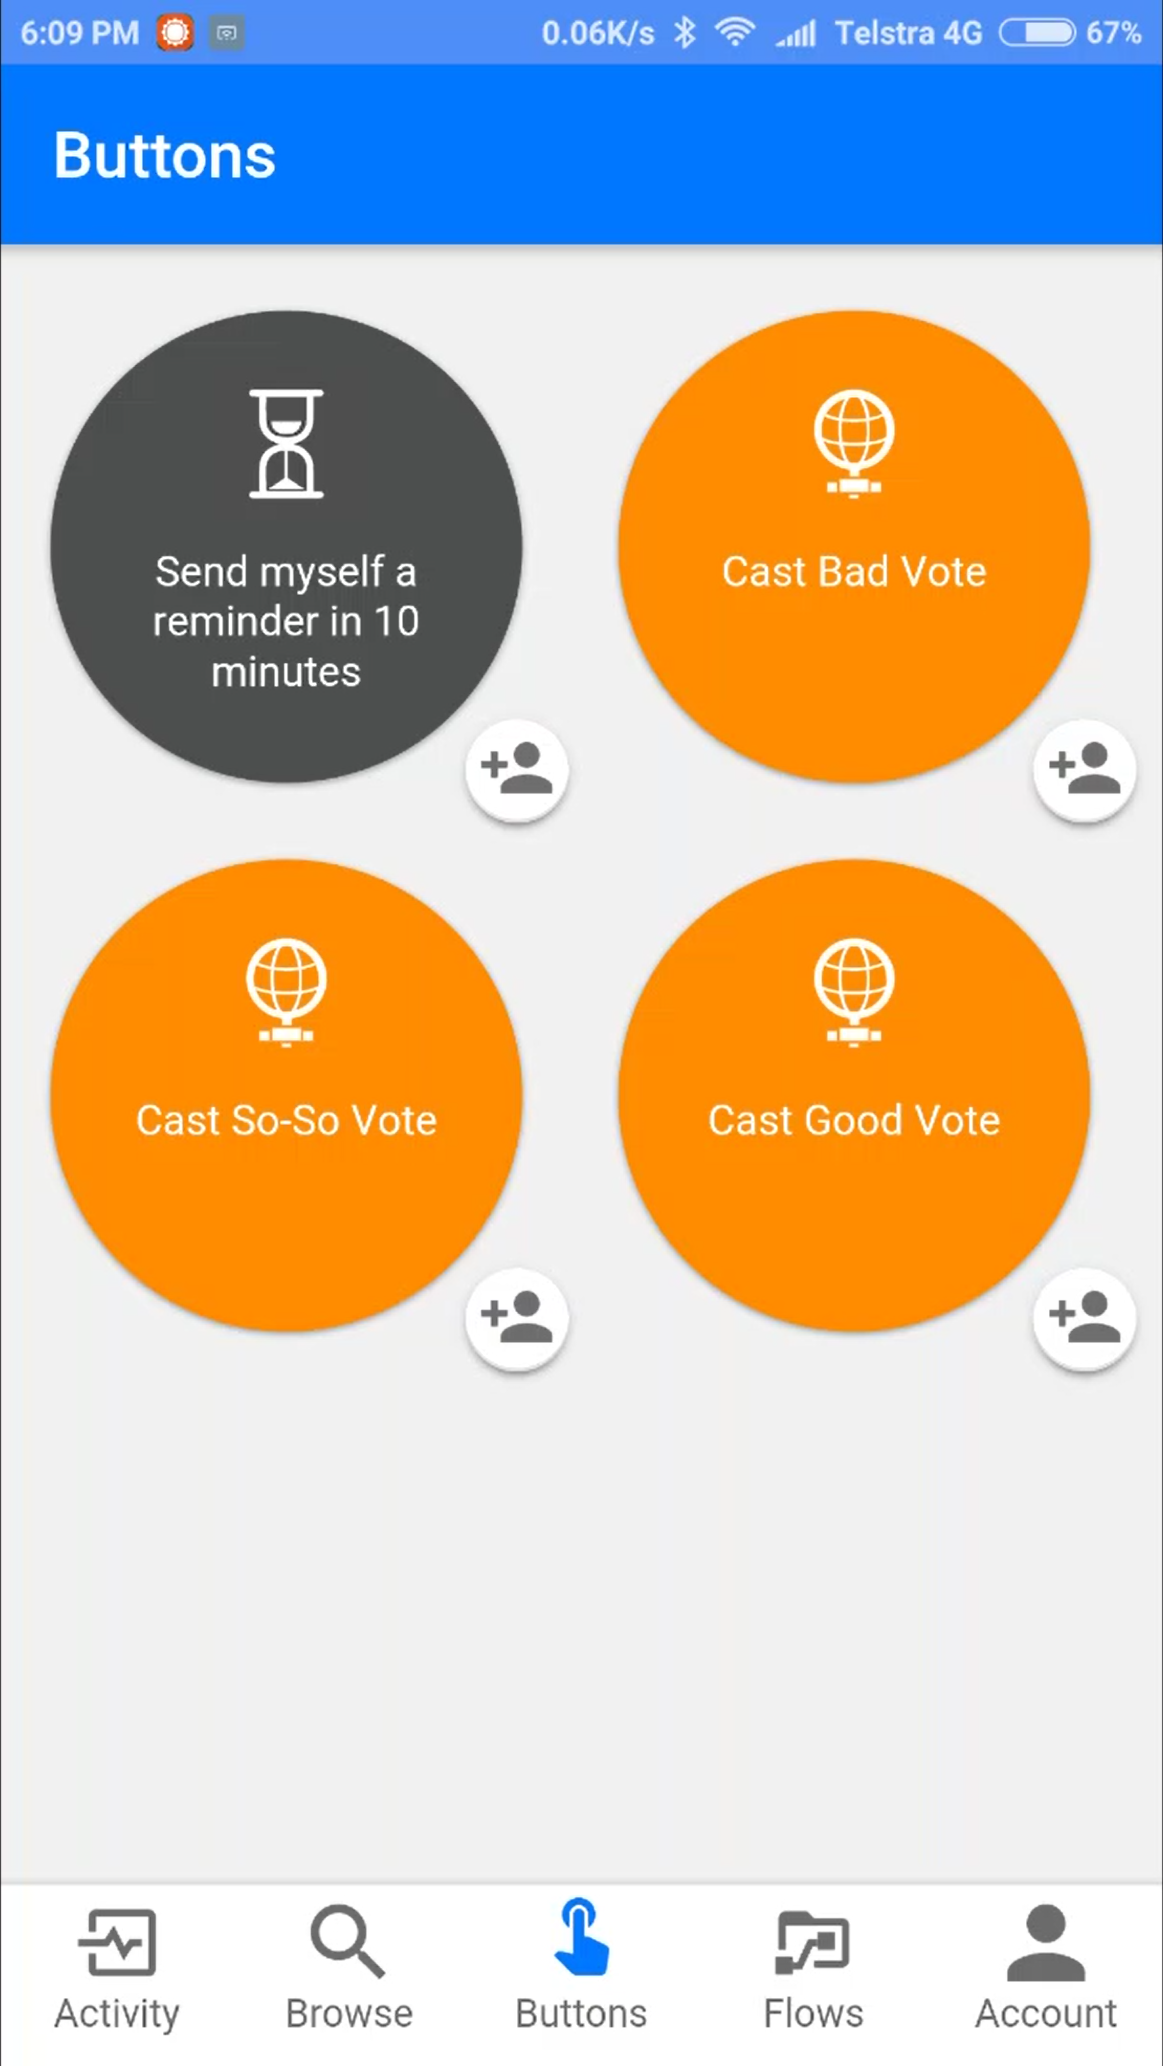 6:09 PM 0.06K/s Telstra 4G 67%
Buttons
Send myself a
reminder in 10
minutes
Cast Bad Vote
Cast So-So Vote
Cast Good Vote
Activity Browse Buttons Flows Account